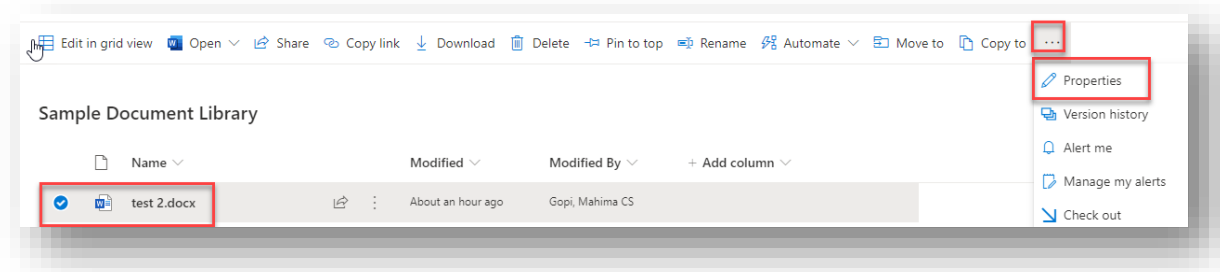 Edit in grid view Open Share Copy link Download Delete Pin to top Rename Automate Move to Copy to ...
Properties
Sample Document Library
Version history
Alert me
Name Modified Modified By + Add column
Manage my alerts
test 2.docx About an hour ago Gopi, Mahima CS
Check out